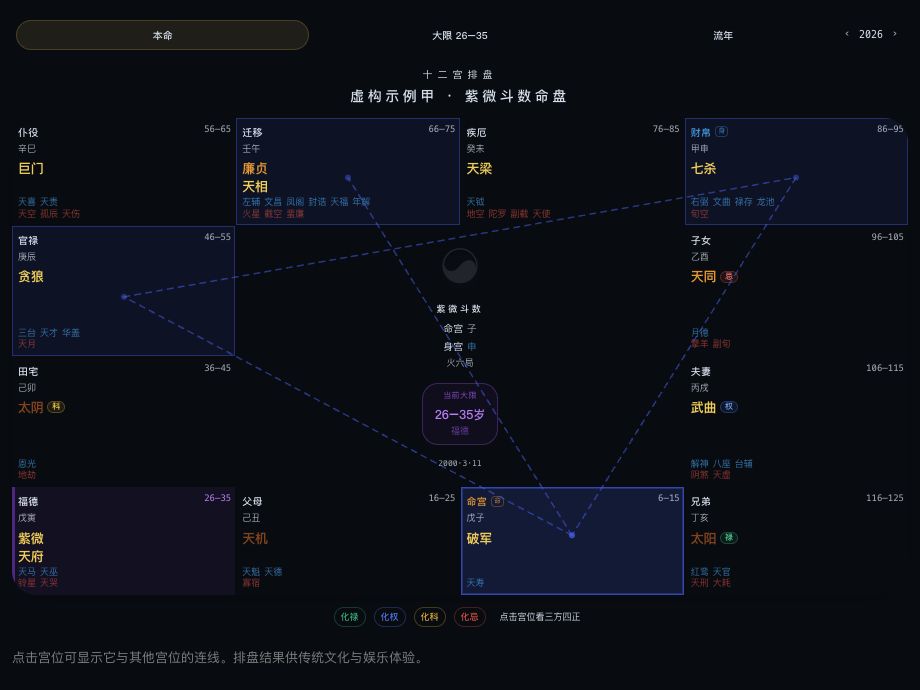 本命
大限 26—35
流年
‹ 2026 ›
十二宫排盘
虚构示例甲 · 紫微斗数命盘
仆役
56—65
辛巳
巨门
天喜 天贵
天空 孤辰 天伤
迁移
66—75
壬午
廉贞
天相
左辅 文昌 凤阁 封诰 天福 年解
火星 截空 蜚廉
疾厄
76—85
癸未
天梁
天钺
地空 陀罗 副截 天使
财帛 身
86—95
甲申
七杀
右弼 文曲 禄存 龙池
旬空
官禄
46—55
庚辰
贪狼
三台 天才 华盖
天月
子女
96—105
乙酉
天同 忌
月德
擎羊 副旬
紫微斗数
命宫 子
身宫 申
火六局
当前大限
26—35岁
福德
2000·3·11
田宅
36—45
己卯
太阴 科
恩光
地劫
夫妻
106—115
丙戌
武曲 权
解神 八座 台辅
阴煞 天虚
福德
26—35
戊寅
紫微
天府
天马 天巫
铃星 天哭
父母
16—25
己丑
天机
天魁 天德
寡宿
命宫 命
6—15
戊子
破军
天寿
兄弟
116—125
丁亥
太阳 禄
红鸾 天官
天刑 大耗
化禄 化权 化科 化忌 点击宫位看三方四正
点击宫位可显示它与其他宫位的连线。排盘结果供传统文化与娱乐体验。